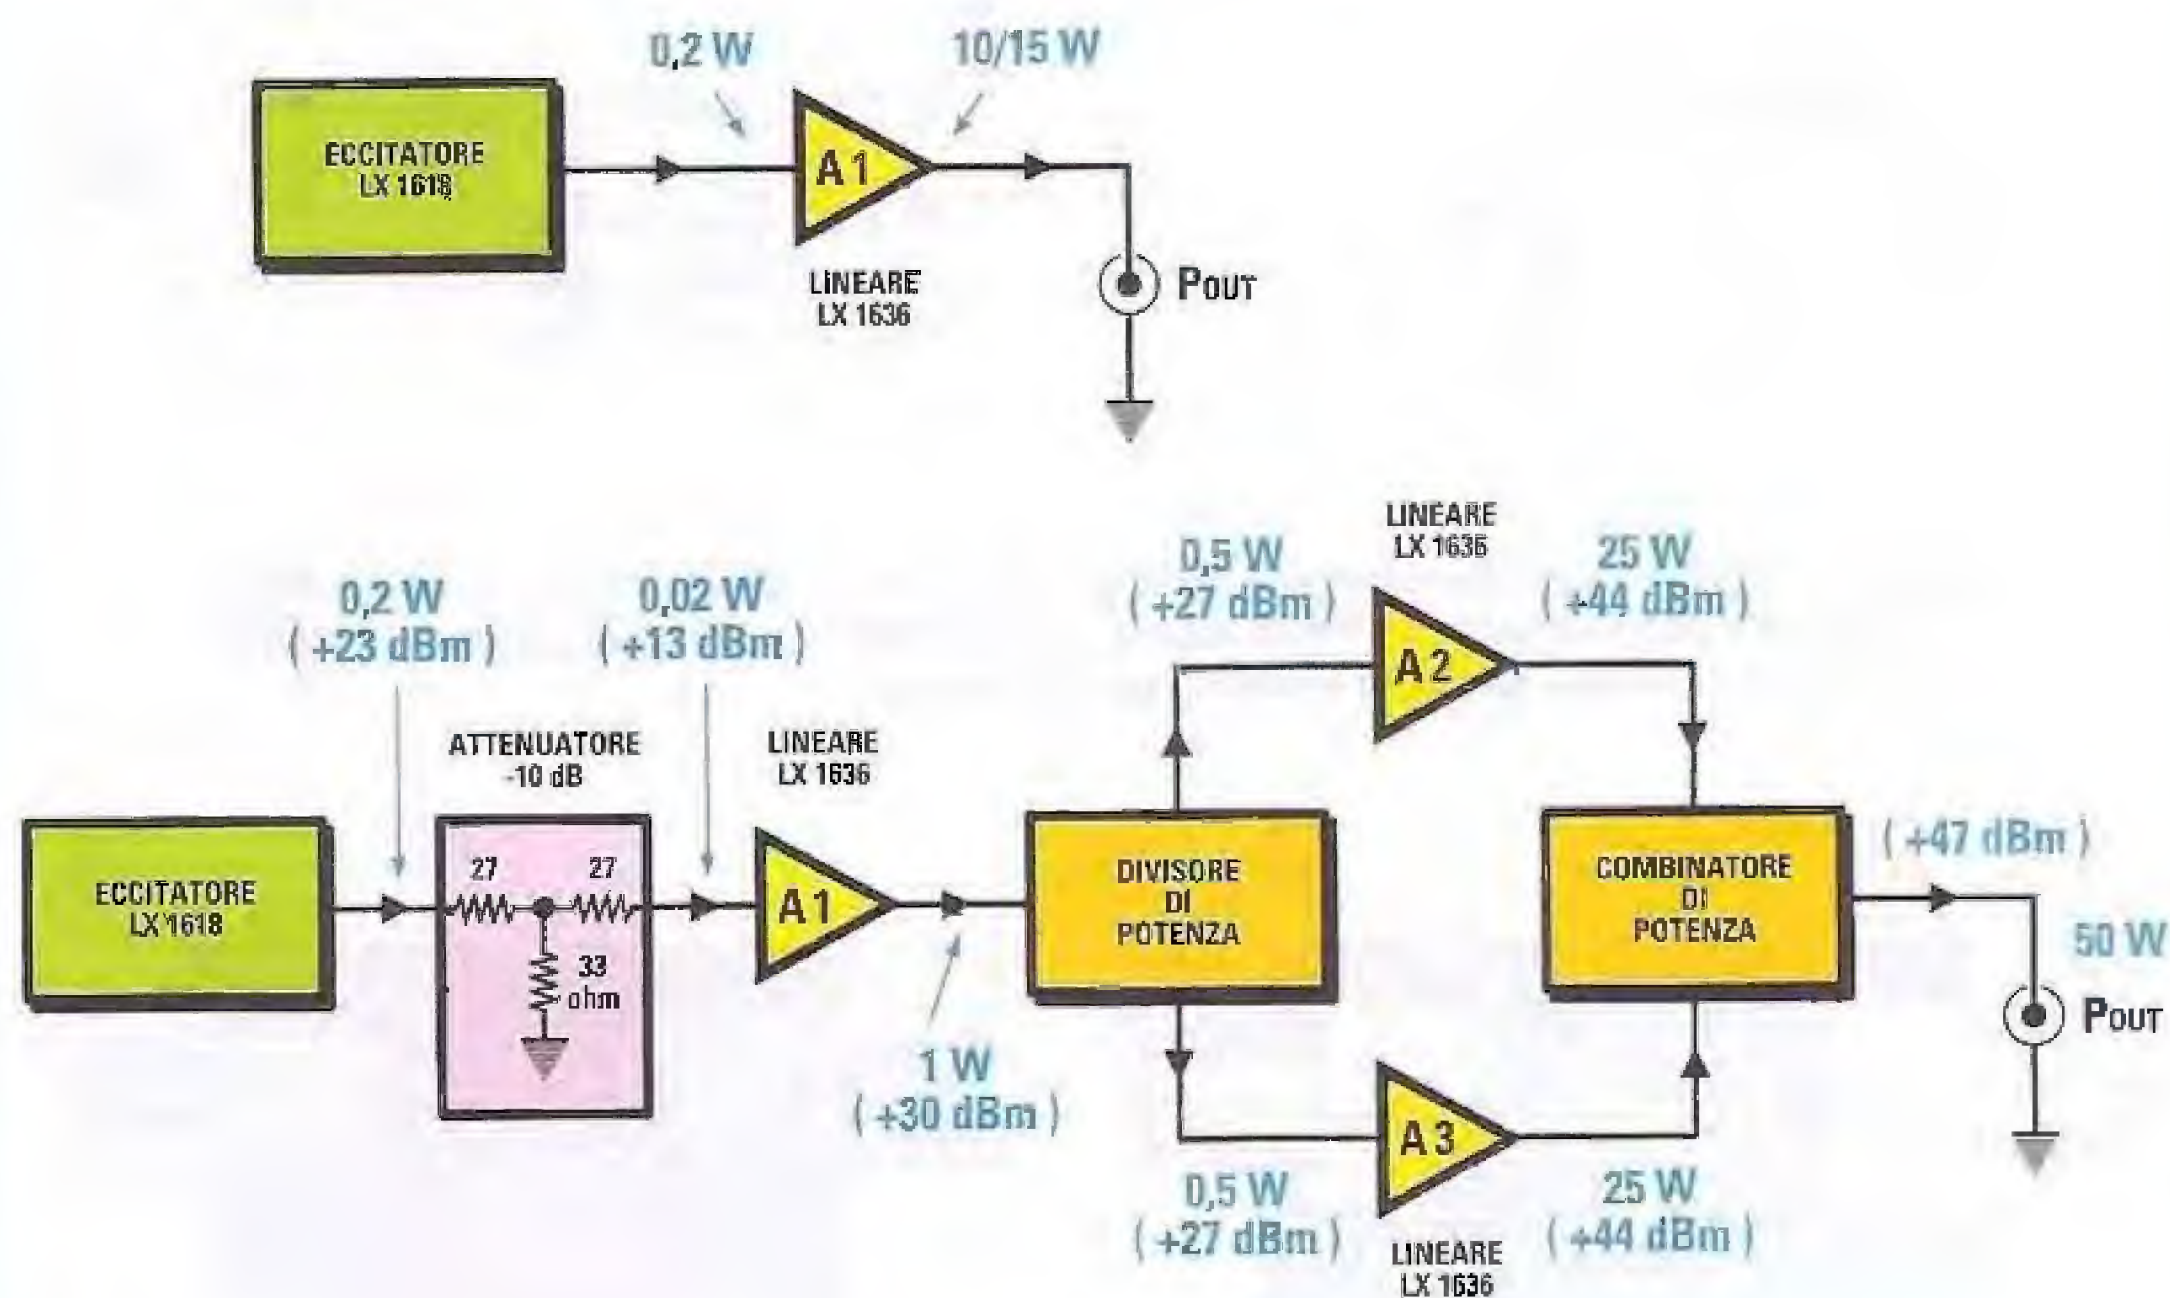 0,2 W
10/15 W
ECCITATORE
LX 1618
A1
LINEARE
LX 1636
POUT
LINEARE
LX 1636
0,5 W
( +27 dBm )
25 W
( +44 dBm )
0,2 W
( +23 dBm )
0,02 W
( +13 dBm )
A2
ATTENUATORE
-10 dB
LINEARE
LX 1636
ECCITATORE
LX 1618
27
27
33
ohm
A1
DIVISORE
DI
POTENZA
COMBINATORE
DI
POTENZA
( +47 dBm )
50 W
POUT
1 W
( +30 dBm )
A3
0,5 W
( +27 dBm )
25 W
( +44 dBm )
LINEARE
LX 1636